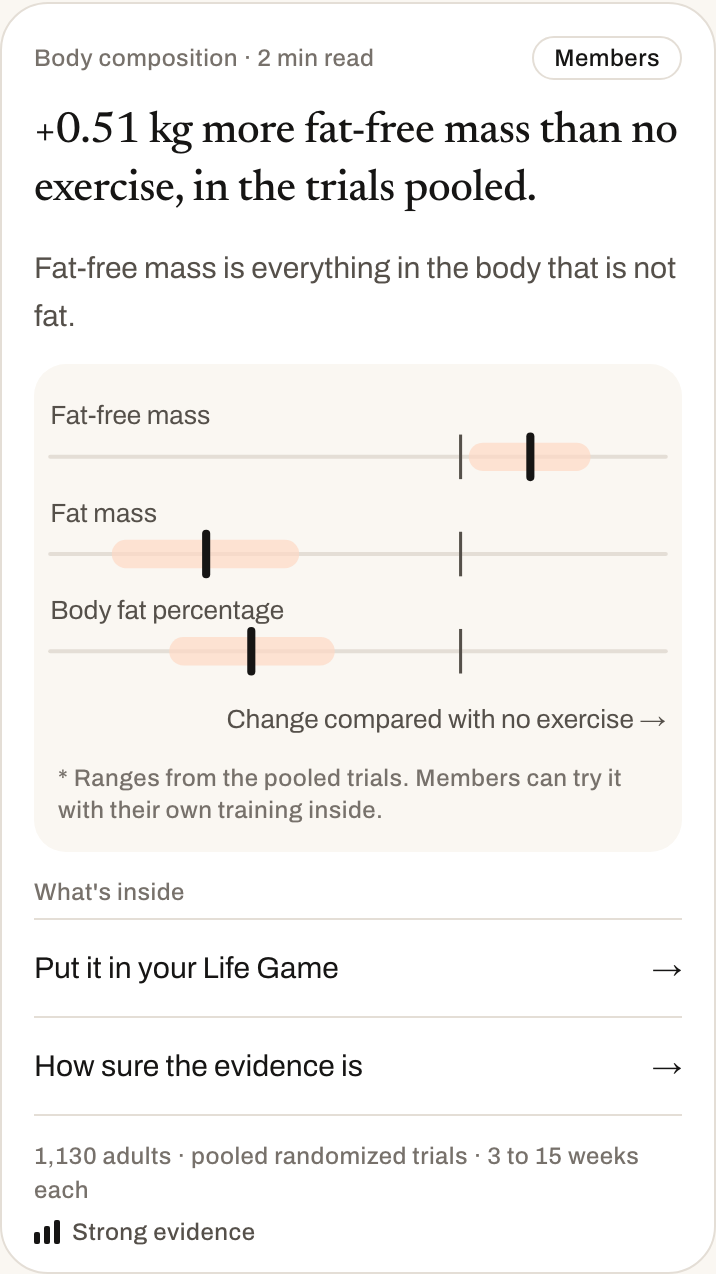 Body composition · 2 min read
Members
+0.51 kg more fat-free mass than no
exercise, in the trials pooled.
Fat-free mass is everything in the body that is not
fat.
Fat-free mass
Fat mass
Body fat percentage
Change compared with no exercise →
* Ranges from the pooled trials. Members can try it
with their own training inside.
What's inside
Put it in your Life Game →
How sure the evidence is →
1,130 adults · pooled randomized trials · 3 to 15 weeks
each
Strong evidence